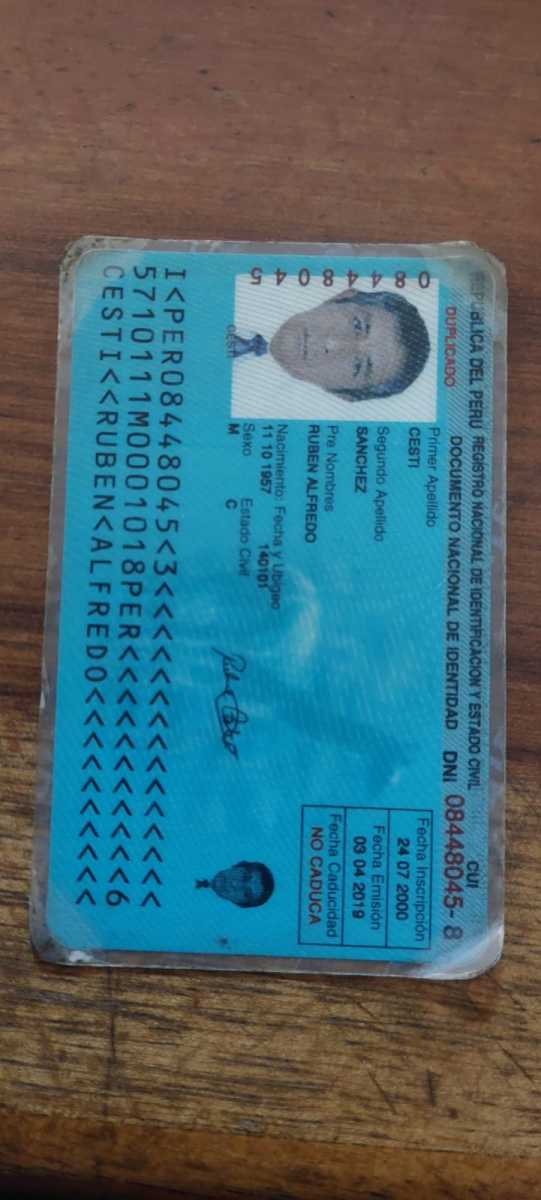 REPUBLICA DEL PERU REGISTRO NACIONAL DE IDENTIFICACION Y ESTADO CIVIL CUI
DUPLICADO DOCUMENTO NACIONAL DE IDENTIDAD DNI 08448045-8
Primer Apellido
CESTI
Segundo Apellido
SANCHEZ
Pre Nombres
RUBEN ALFREDO
Nacimiento: Fecha y Ubigeo
11 10 1957 140101
Sexo Estado Civil
M C
Fecha Inscripción
24 07 2000
Fecha Emisión
03 04 2019
Fecha Caducidad
NO CADUCA
08448045
CESTI
I<PER08448045<3<<<<<<<<<<<<<<<
5710111M0001018PER<<<<<<<<<<<6
CESTI<<RUBEN<ALFREDO<<<<<<<<<<